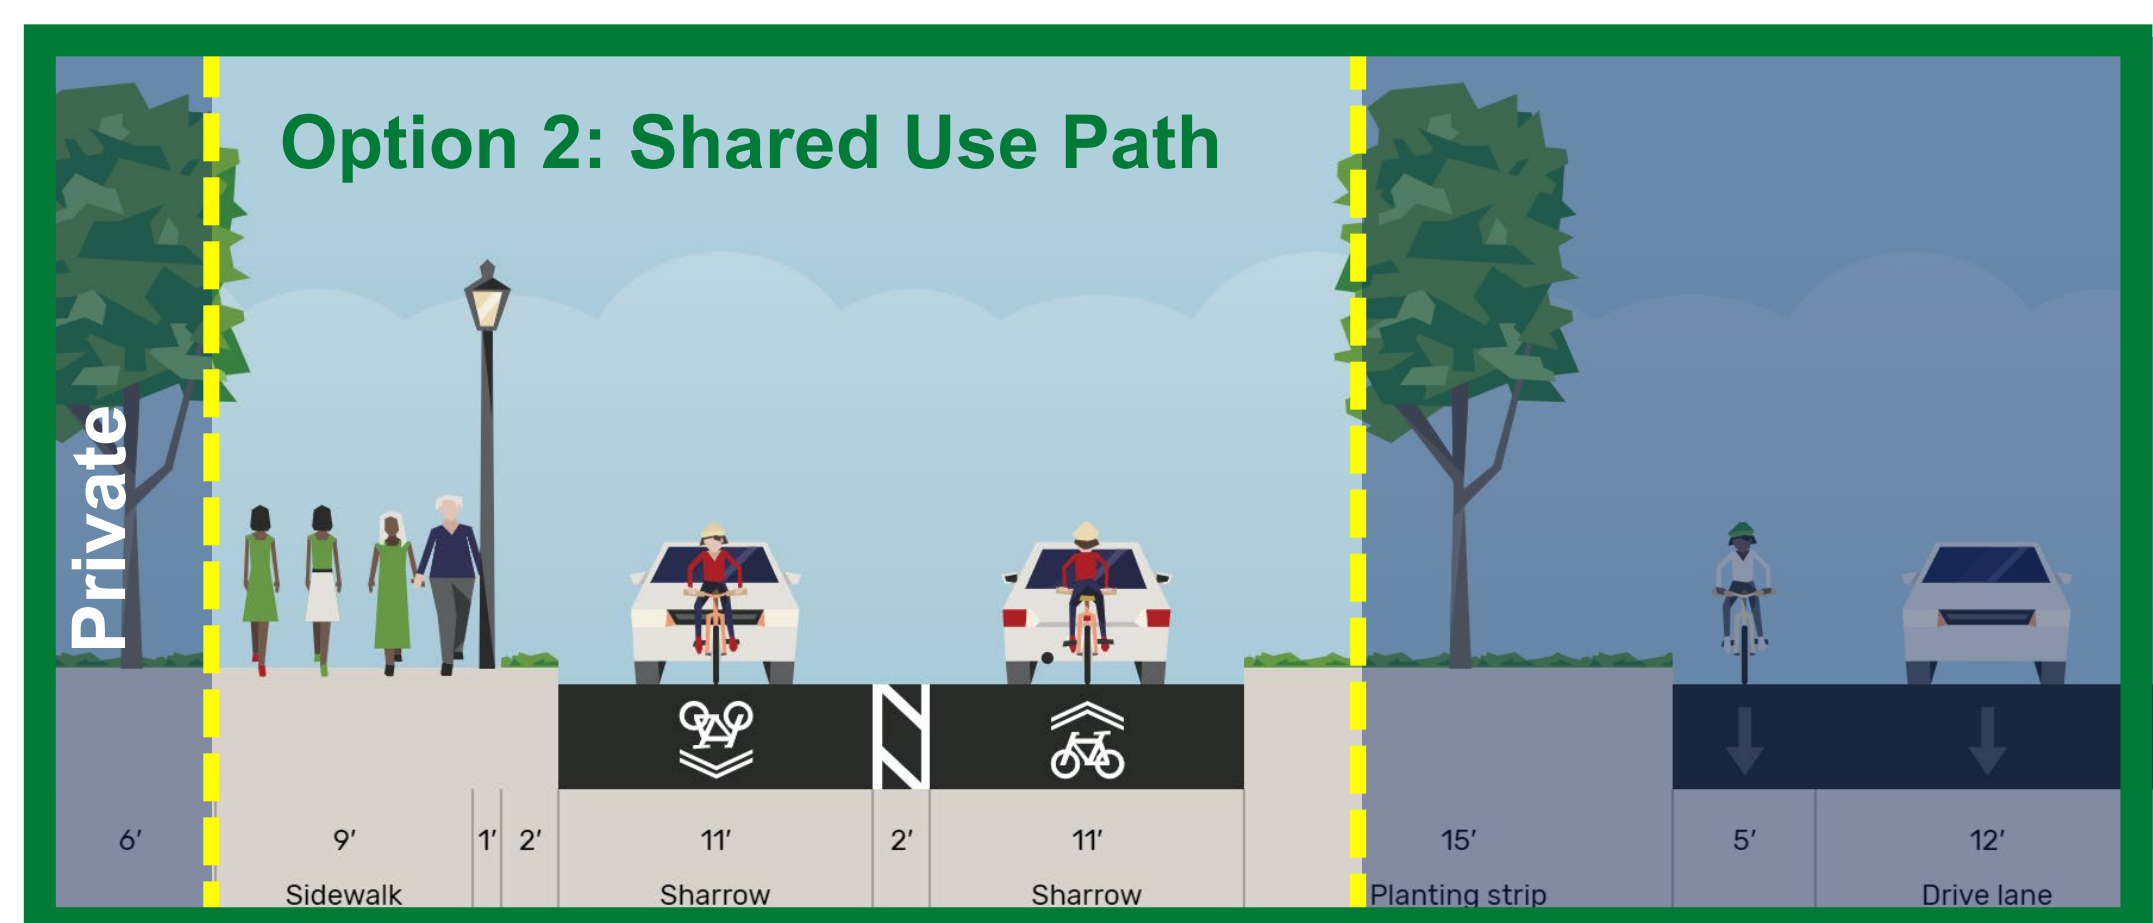 Option 2: Shared Use Path
Private
6′ 9′ 1′ 2′ 11′ 2′ 11′ 15′ 5′ 12′
Sidewalk Sharrow Sharrow Planting strip Drive lane